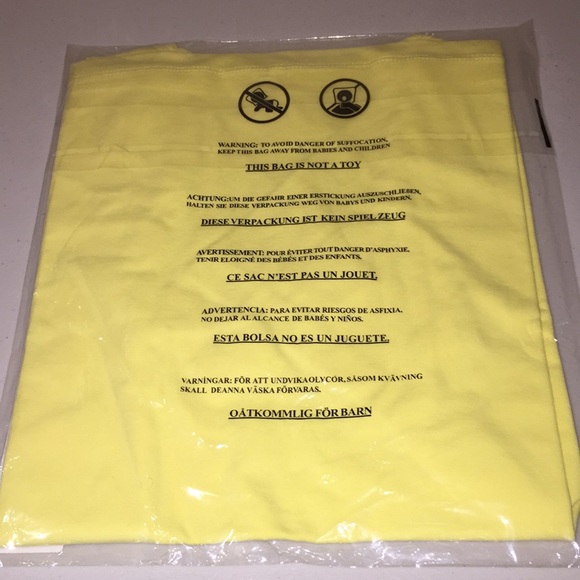 WARNING: TO AVOID DANGER OF SUFFOCATION,
KEEP THIS BAG AWAY FROM BABIES AND CHILDREN
THIS BAG IS NOT A TOY
ACHTUNG:UM DIE GEFAHR EINER ERSTICKUNG AUSZUSCHLIEBEN,
HALTEN SIE DIESE VERPACKUNG WEG VON BABYS UND KINDERN.
DIESE VERPACKUNG IST KEIN SPIEL ZEUG
AVERTISSEMENT: POUR ÉVITER TOUT DANGER D'ASPHYXIE.
TENIR ELOIGNÉ DES BÉBÉS ET DES ENFANTS.
CE SAC N'EST PAS UN JOUET.
ADVERTENCIA: PARA EVITAR RIESGOS DE ASFIXIA.
NO DEJAR AL ALCANCE DE BABÉS Y NIÑOS.
ESTA BOLSA NO ES UN JUGUETE.
VARNINGAR: FÖR ATT UNDVIKAOLYCOR, SÄSOM KVÄVNING
SKALL DEANNA VÄSKA FÖRVARAS.
OÅTKOMMLIG FÖR BARN